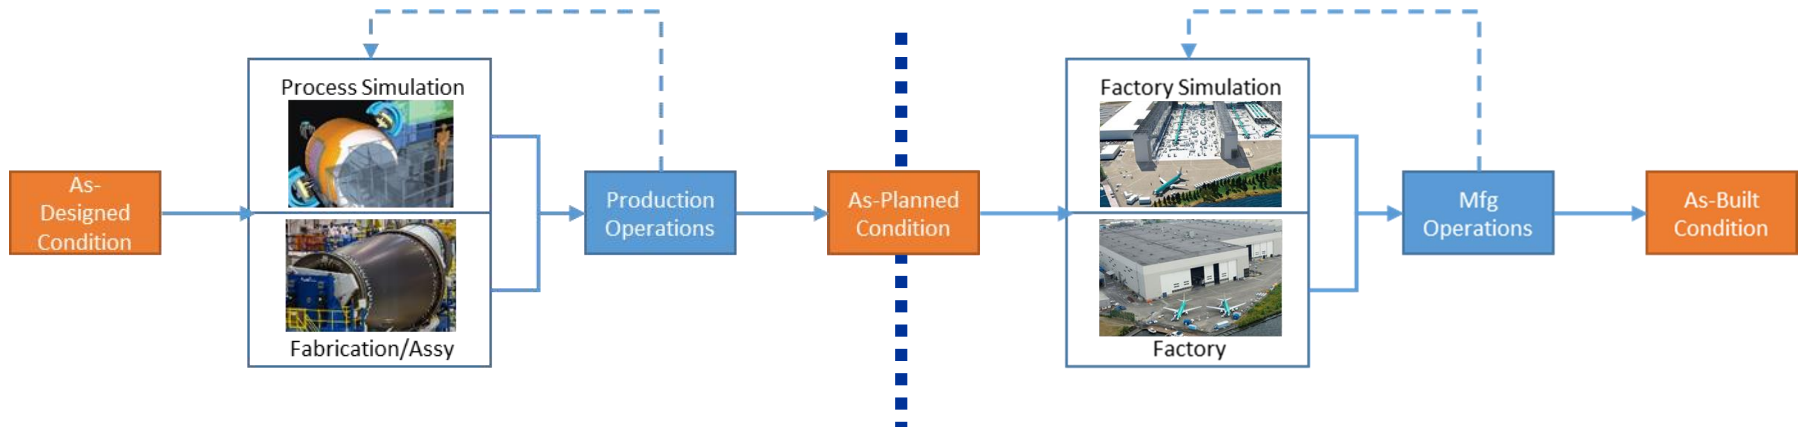 Process Simulation
Fabrication/Assy
As-
Designed
Condition
Production
Operations
As-Planned
Condition
Factory Simulation
Factory
Mfg
Operations
As-Built
Condition